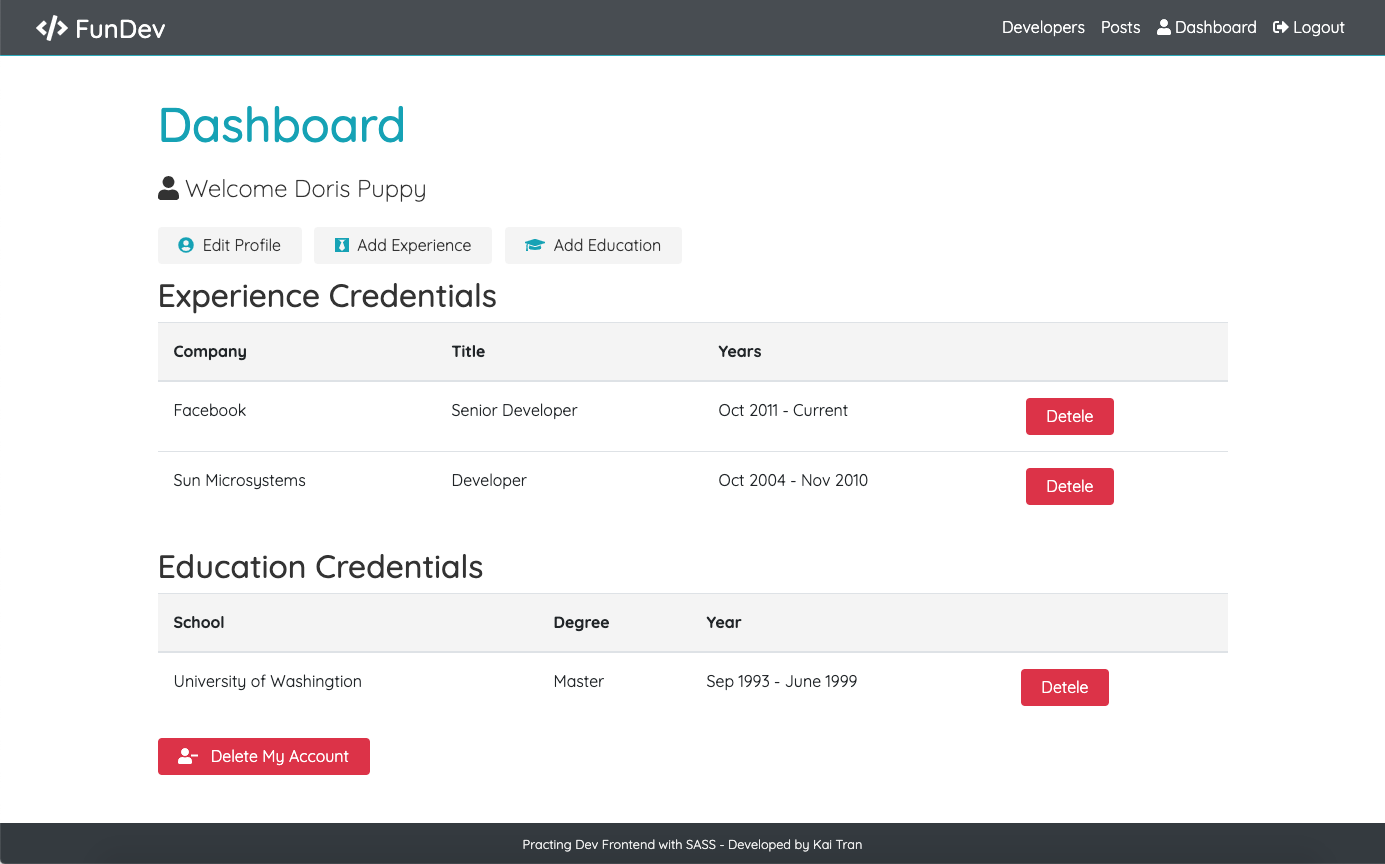 FunDev
Developers Posts Dashboard Logout
Dashboard
Welcome Doris Puppy
Edit Profile Add Experience Add Education
Experience Credentials
Company Title Years
Facebook Senior Developer Oct 2011 - Current Detele
Sun Microsystems Developer Oct 2004 - Nov 2010 Detele
Education Credentials
School Degree Year
University of Washingtion Master Sep 1993 - June 1999 Detele
Delete My Account
Practing Dev Frontend with SASS - Developed by Kai Tran